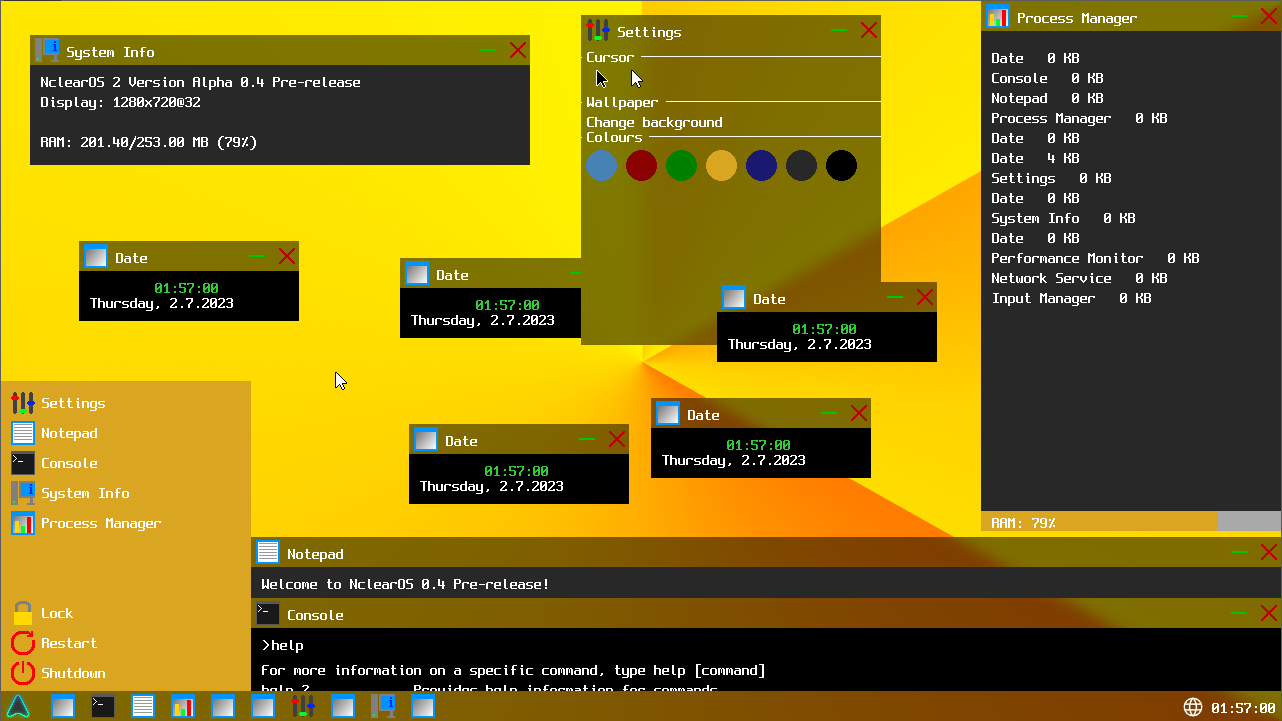 System Info
NclearOS 2 Version Alpha 0.4 Pre-release
Display: 1280x720@32
RAM: 201.40/253.00 MB (79%)
Settings
Cursor
Wallpaper
Change background
Colours
Process Manager
Date 0 KB
Console 0 KB
Notepad 0 KB
Process Manager 0 KB
Date 0 KB
Date 4 KB
Settings 0 KB
Date 0 KB
System Info 0 KB
Date 0 KB
Performance Monitor 0 KB
Network Service 0 KB
Input Manager 0 KB
RAM: 79%
Date
01:57:00
Thursday, 2.7.2023
Date
01:57:00
Thursday, 2.7.2023
Date
01:57:00
Thursday, 2.7.2023
Date
01:57:00
Thursday, 2.7.2023
Date
01:57:00
Thursday, 2.7.2023
Settings
Notepad
Console
System Info
Process Manager
Lock
Restart
Shutdown
Notepad
Welcome to NclearOS 0.4 Pre-release!
Console
>help
For more information on a specific command, type help [command]
help ? Provides help information for commands
01:57:00